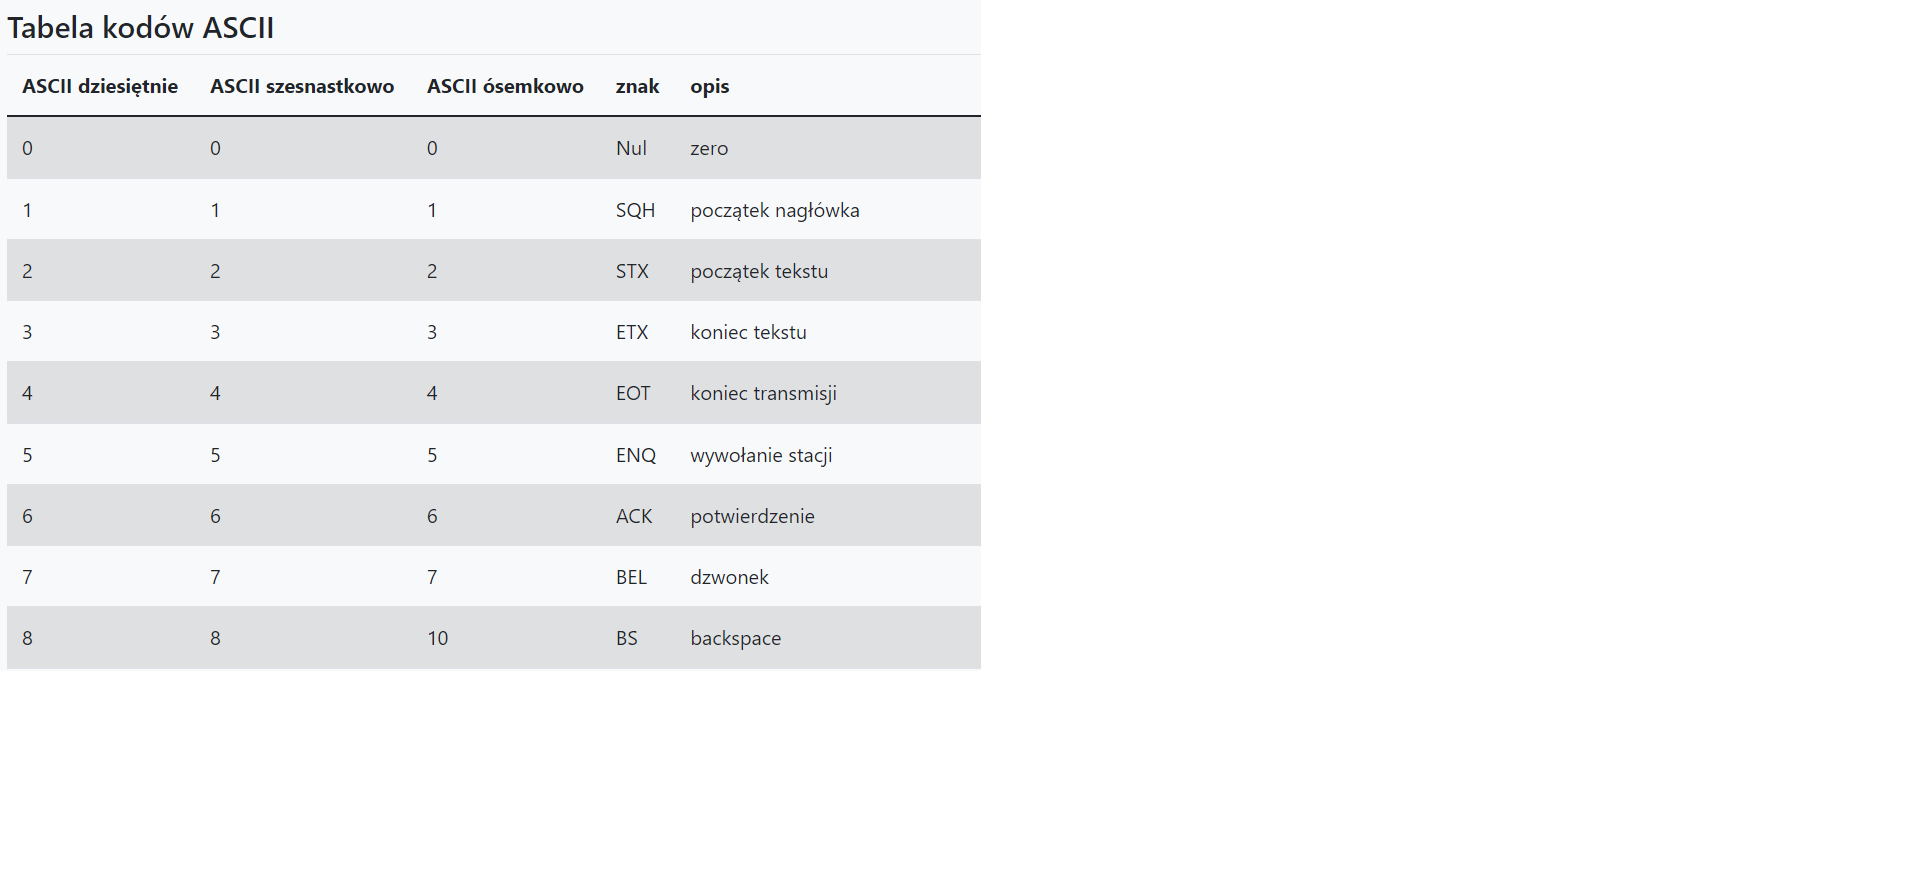 Tabela kodów ASCII
ASCII dziesiętnie ASCII szesnastkowo ASCII ósemkowo znak opis
0 0 0 Nul zero
1 1 1 SQH początek nagłówka
2 2 2 STX początek tekstu
3 3 3 ETX koniec tekstu
4 4 4 EOT koniec transmisji
5 5 5 ENQ wywołanie stacji
6 6 6 ACK potwierdzenie
7 7 7 BEL dzwonek
8 8 10 BS backspace